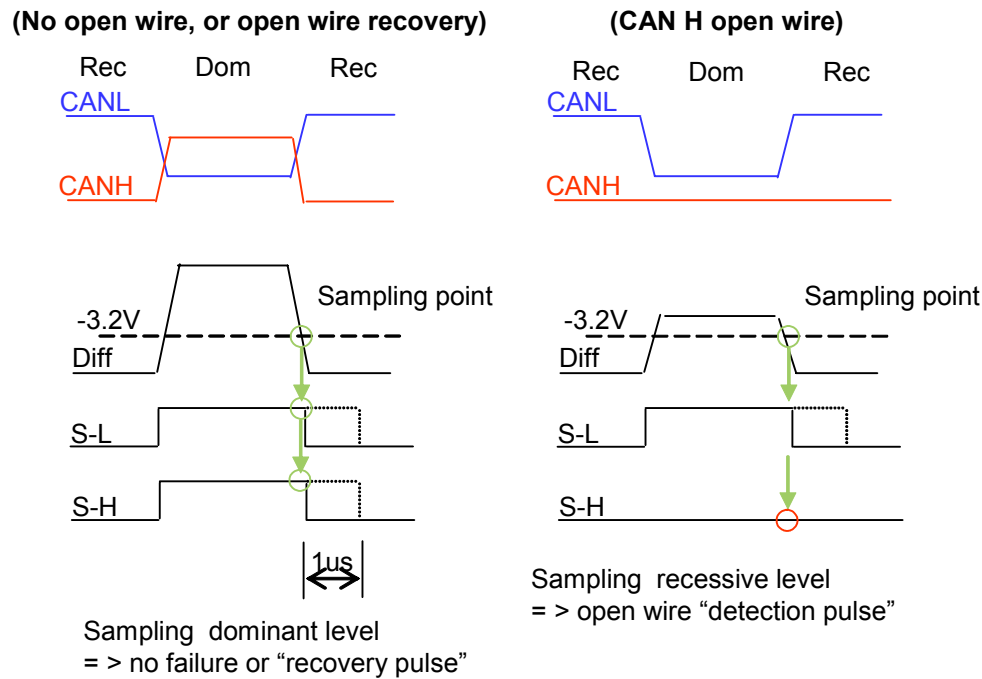 (No open wire, or open wire recovery)
Rec Dom Rec
CANL
CANH
Sampling point
-3.2V
Diff
S-L
S-H
1us
Sampling dominant level
= > no failure or “recovery pulse”
(CAN H open wire)
Rec Dom Rec
CANL
CANH
Sampling point
-3.2V
Diff
S-L
S-H
Sampling recessive level
= > open wire “detection pulse”